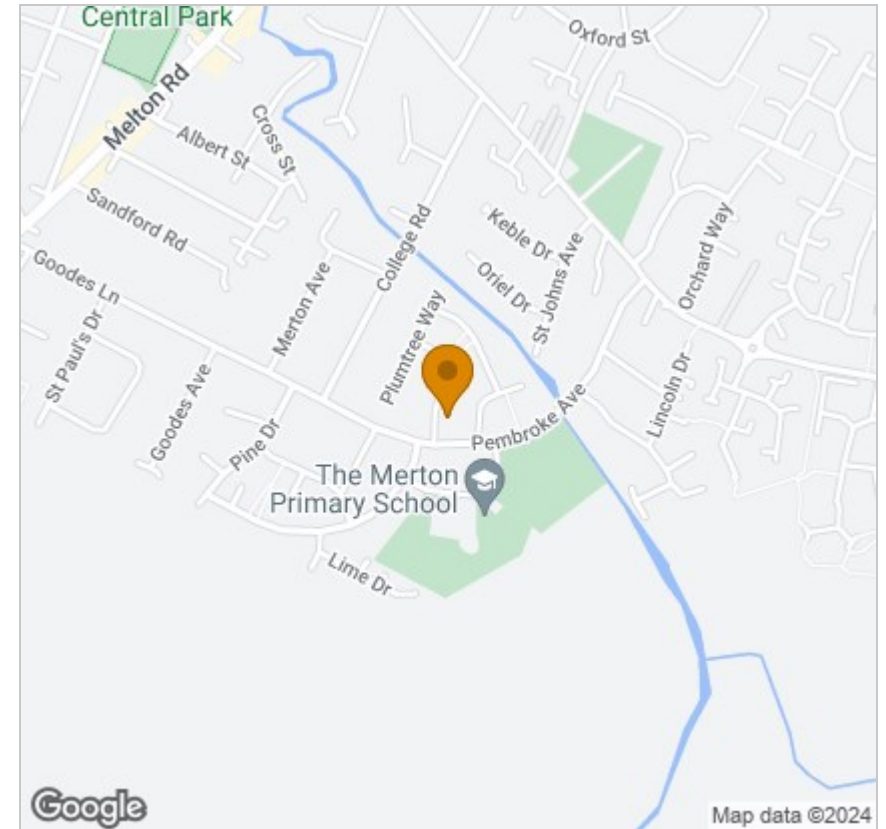 Central Park
Oxford St
Melton Rd
Cross St
Albert St
Sandford Rd
College Rd
Keble Dr
Orchard Way
Goodes Ln
Oriel Dr
St Johns Ave
Merton Ave
Plumtree Way
St Paul's Dr
Goodes Ave
Lincoln Dr
Pine Dr
Pembroke Ave
The Merton
Primary School
Lime Dr
Google
Map data ©2024